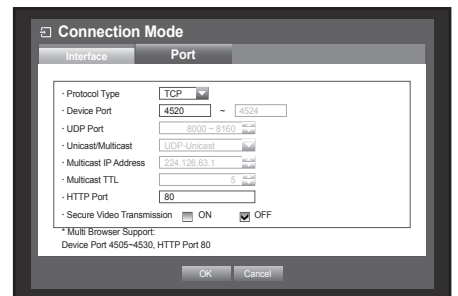 Connection Mode
Interface Port
· Protocol Type TCP
· Device Port 4520 ~ 4524
· UDP Port 8000 ~ 8160
· Unicast/Multicast UDP-Unicast
· Multicast IP Address 224.126.63.1
· Multicast TTL 5
· HTTP Port 80
· Secure Video Transmission ON OFF
* Multi Browser Support:
Device Port 4505~4530, HTTP Port 80
OK Cancel